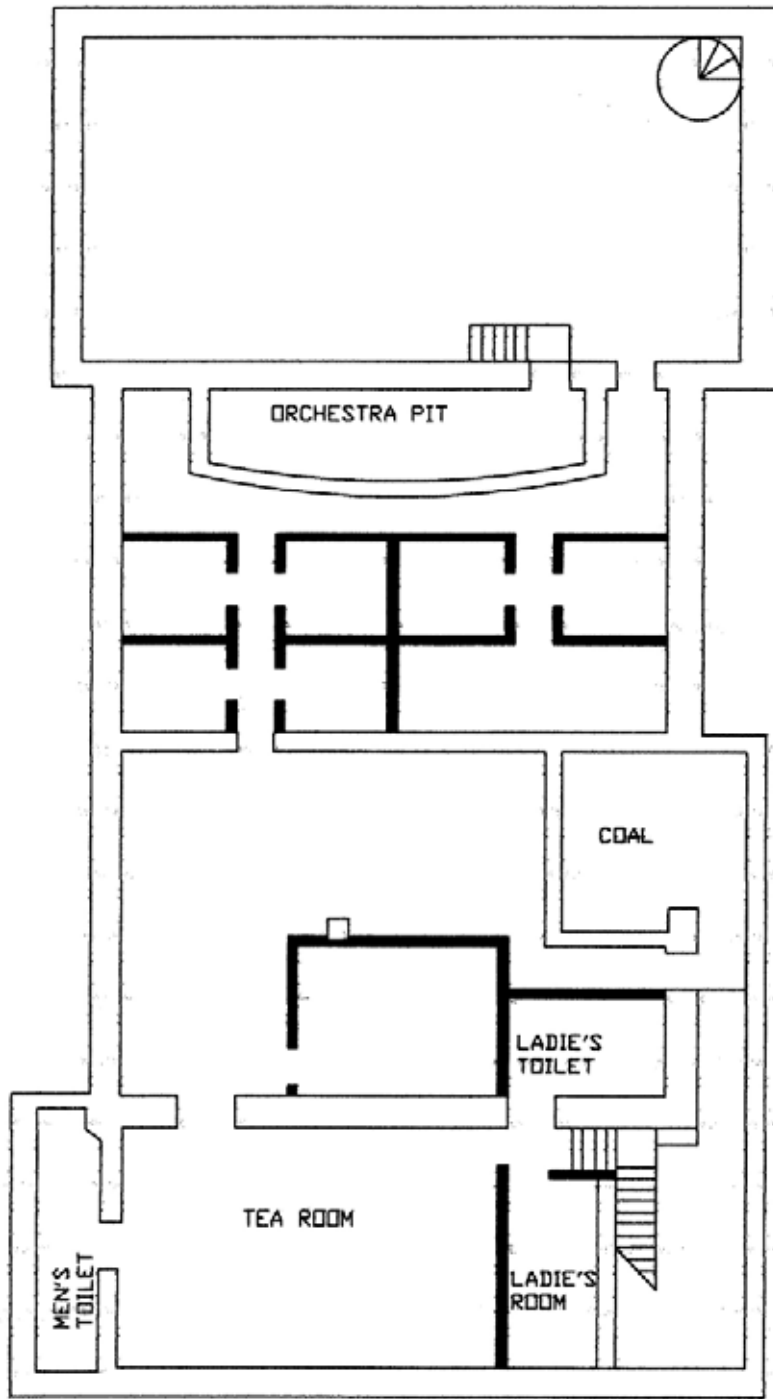 ORCHESTRA PIT
COAL
LADIE'S
TOILET
TEA ROOM
MEN'S
TOILET
LADIE'S
ROOM